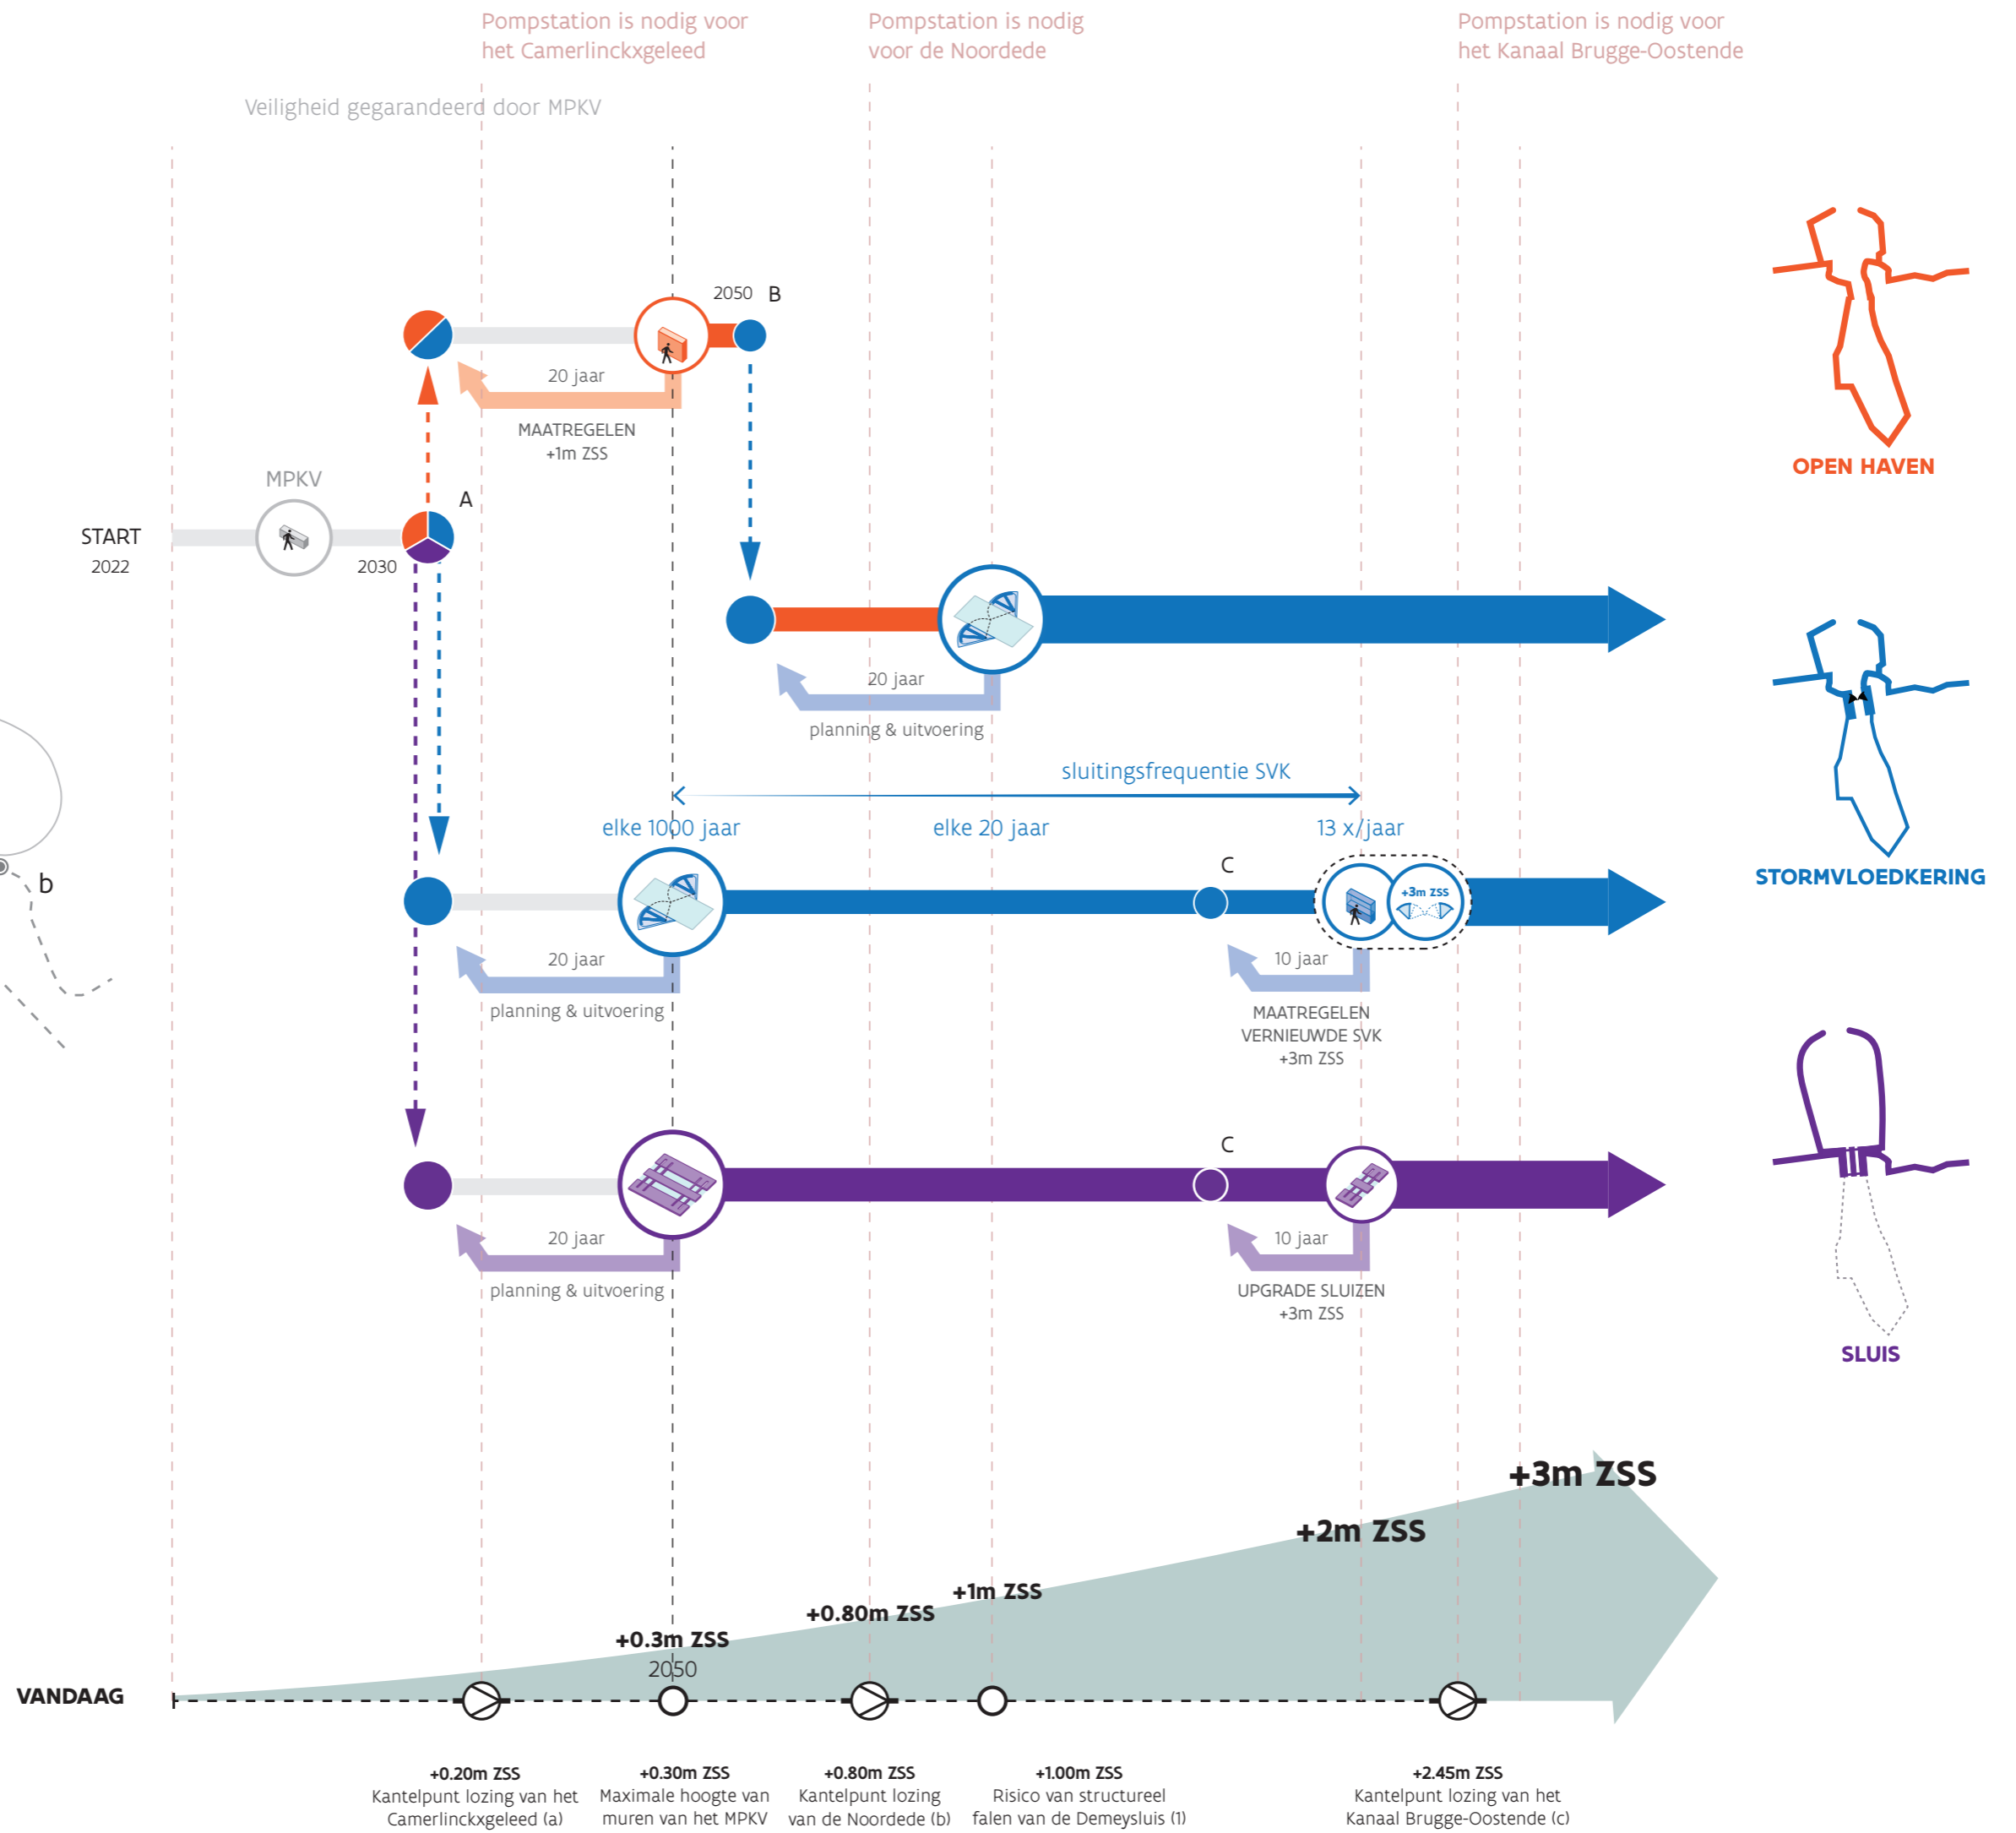 Pompstation is nodig voor
het Camerlinckxgeleed
Pompstation is nodig
voor de Noordede
Pompstation is nodig voor
het Kanaal Brugge-Oostende
Veiligheid gegarandeerd door MPKV
2050 B
20 jaar
MAATREGELEN
+1m ZSS
OPEN HAVEN
MPKV
A
START
2022
2030
20 jaar
planning & uitvoering
sluitingsfrequentie SVK
elke 1000 jaar
elke 20 jaar
13 x/jaar
b
C
+3m ZSS
STORMVLOEDKERING
20 jaar
planning & uitvoering
10 jaar
MAATREGELEN
VERNIEUWDE SVK
+3m ZSS
C
20 jaar
planning & uitvoering
10 jaar
UPGRADE SLUIZEN
+3m ZSS
SLUIS
+3m ZSS
+2m ZSS
+1m ZSS
+0.80m ZSS
+0.3m ZSS
2050
VANDAAG
+0.20m ZSS
Kantelpunt lozing van het
Camerlinckxgeleed (a)
+0.30m ZSS
Maximale hoogte van
muren van het MPKV
+0.80m ZSS
Kantelpunt lozing
van de Noordede (b)
+1.00m ZSS
Risico van structureel
falen van de Demeysluis (1)
+2.45m ZSS
Kantelpunt lozing van het
Kanaal Brugge-Oostende (c)